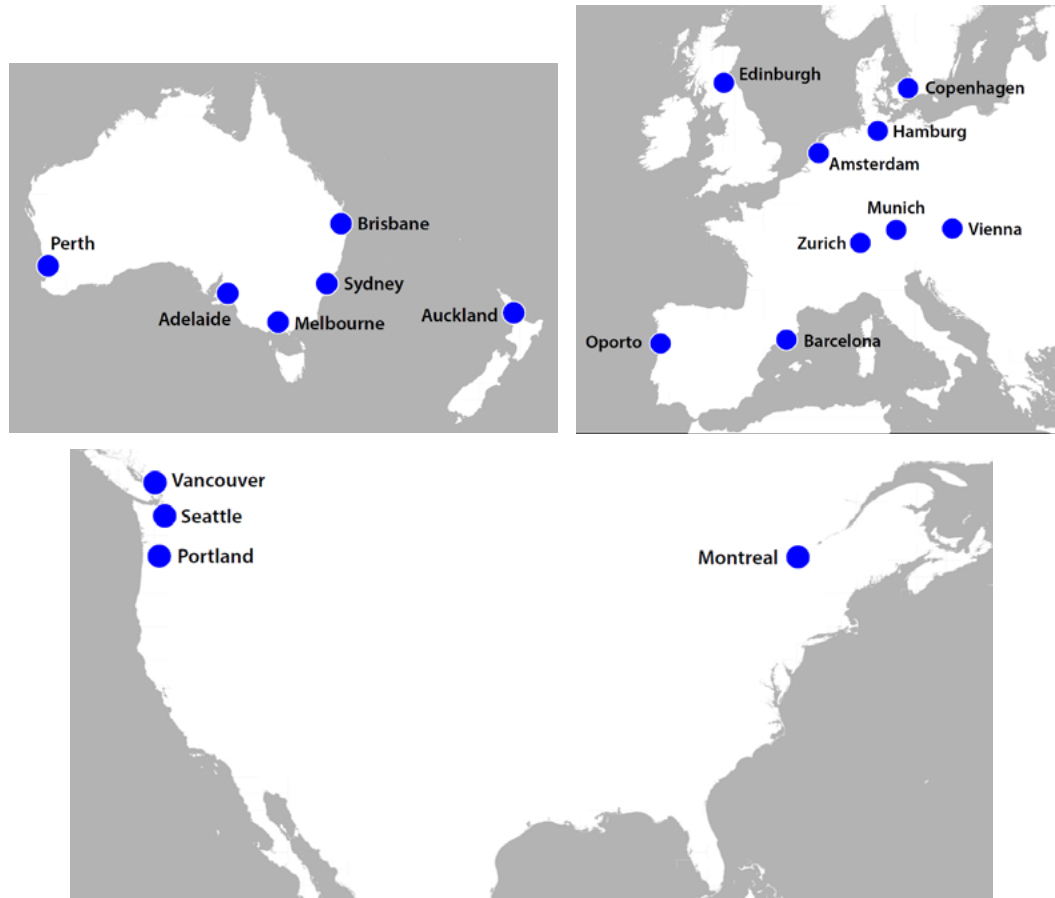 Brisbane
Perth
Sydney
Auckland
Adelaide
Melbourne
Edinburgh
Copenhagen
Hamburg
Amsterdam
Munich
Vienna
Zurich
Oporto
Barcelona
Vancouver
Seattle
Portland
Montreal